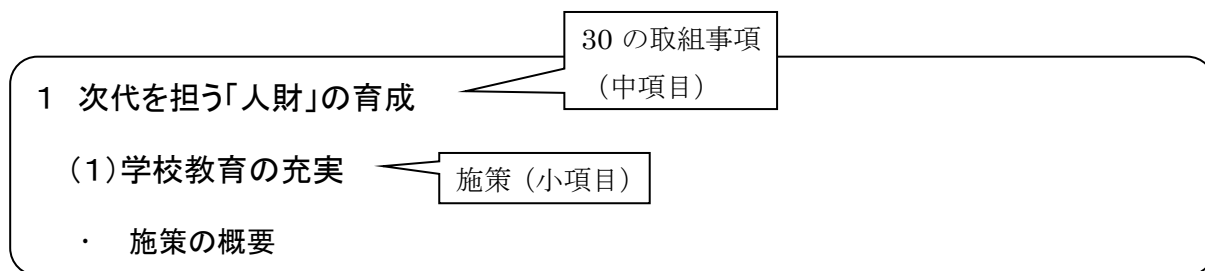 30 の取組事項
（中項目）
1 次代を担う「人財」の育成
（1）学校教育の充実
施策（小項目）
・ 施策の概要